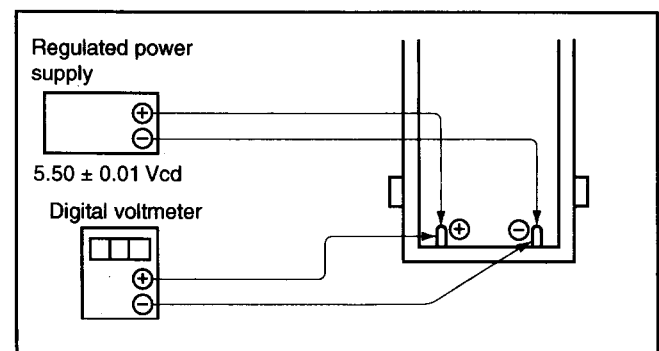 Regulated power
supply
⊕
⊖
5.50 ± 0.01 Vcd
Digital voltmeter
⊕
⊖
⊕
⊖